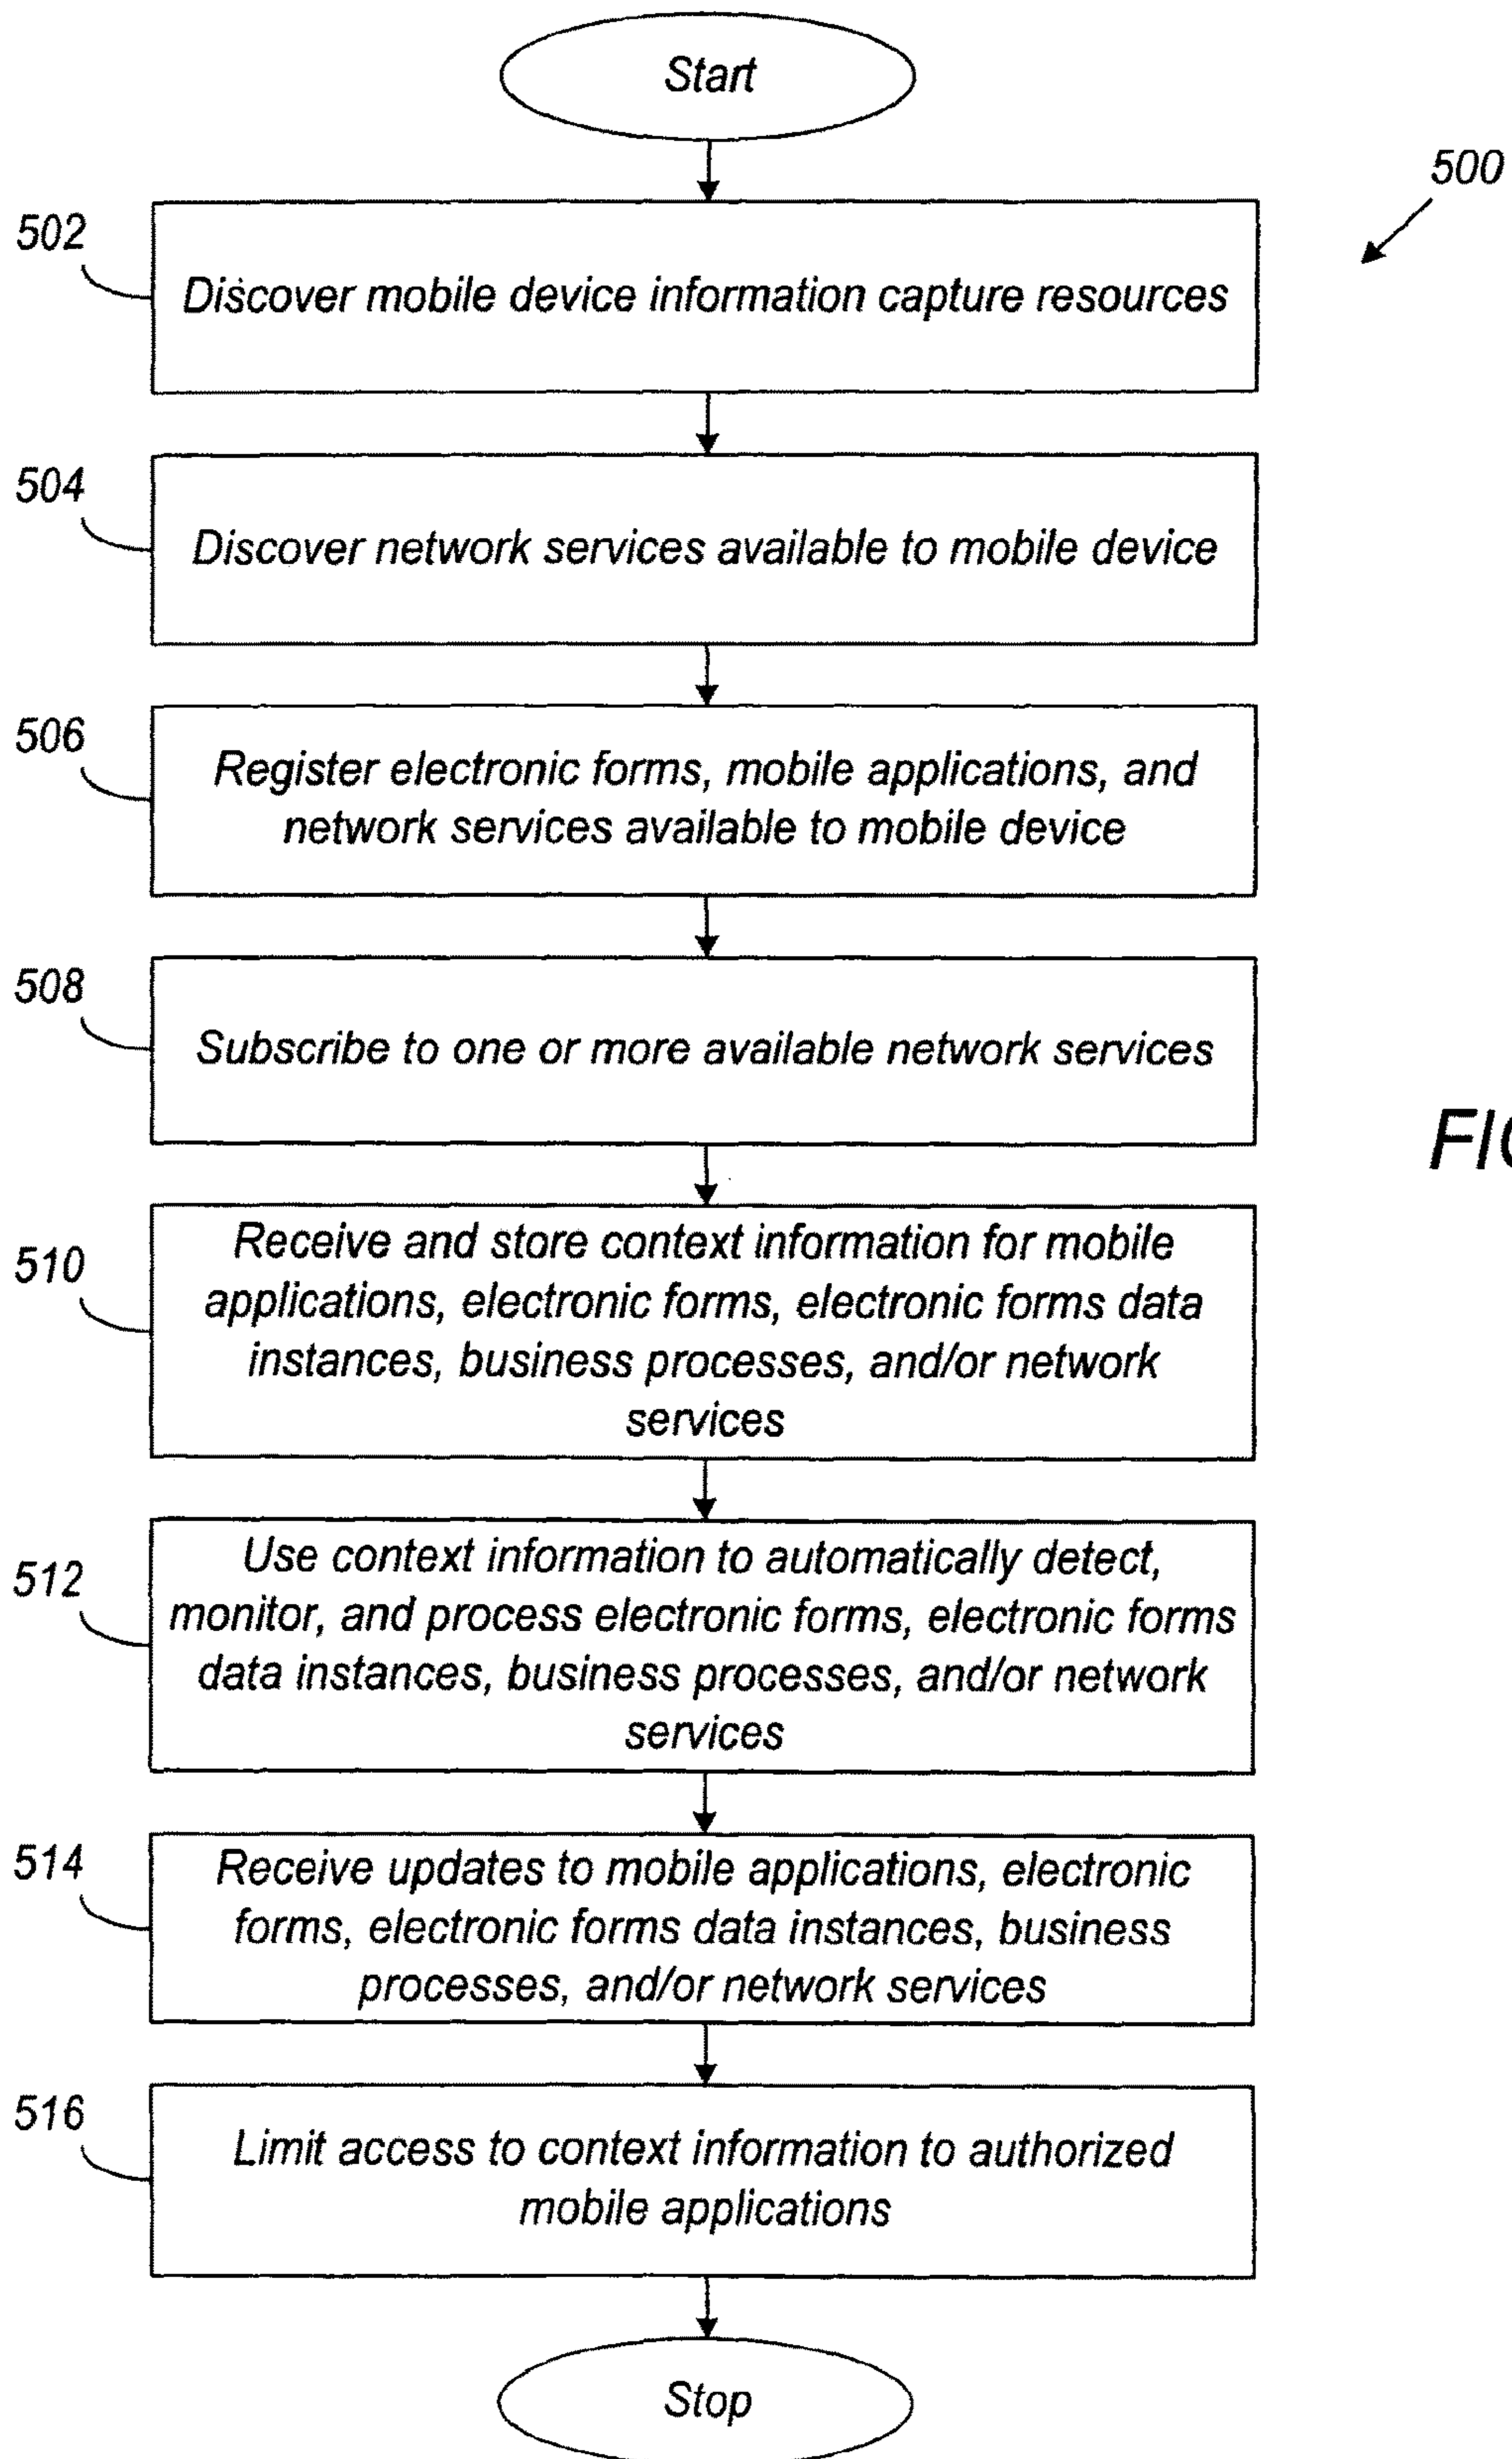 Start
500
502
Discover mobile device information capture resources
504
Discover network services available to mobile device
506
Register electronic forms, mobile applications, and
network services available to mobile device
508
Subscribe to one or more available network services
510
Receive and store context information for mobile
applications, electronic forms, electronic forms data
instances, business processes, and/or network
services
512
Use context information to automatically detect,
monitor, and process electronic forms, electronic forms
data instances, business processes, and/or network
services
514
Receive updates to mobile applications, electronic
forms, electronic forms data instances, business
processes, and/or network services
516
Limit access to context information to authorized
mobile applications
Stop